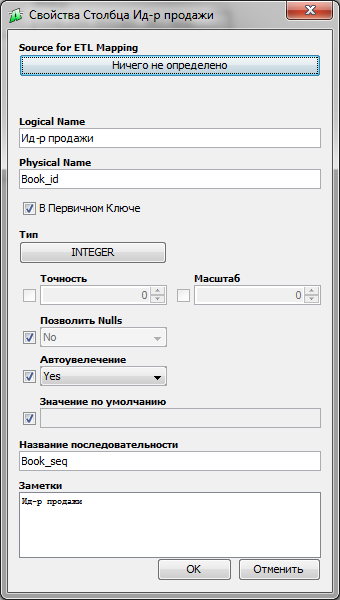 Свойства Столбца Ид-р продажи
Source for ETL Mapping
Ничего не определено
Logical Name
Ид-р продажи
Physical Name
Book_id
В Первичном Ключе
Тип
INTEGER
Точность Масштаб
0 0
Позволить Nulls
No
Автоувелечение
Yes
Значение по умолчанию
Название последовательности
Book_seq
Заметки
Ид-р продажи
OK Отменить